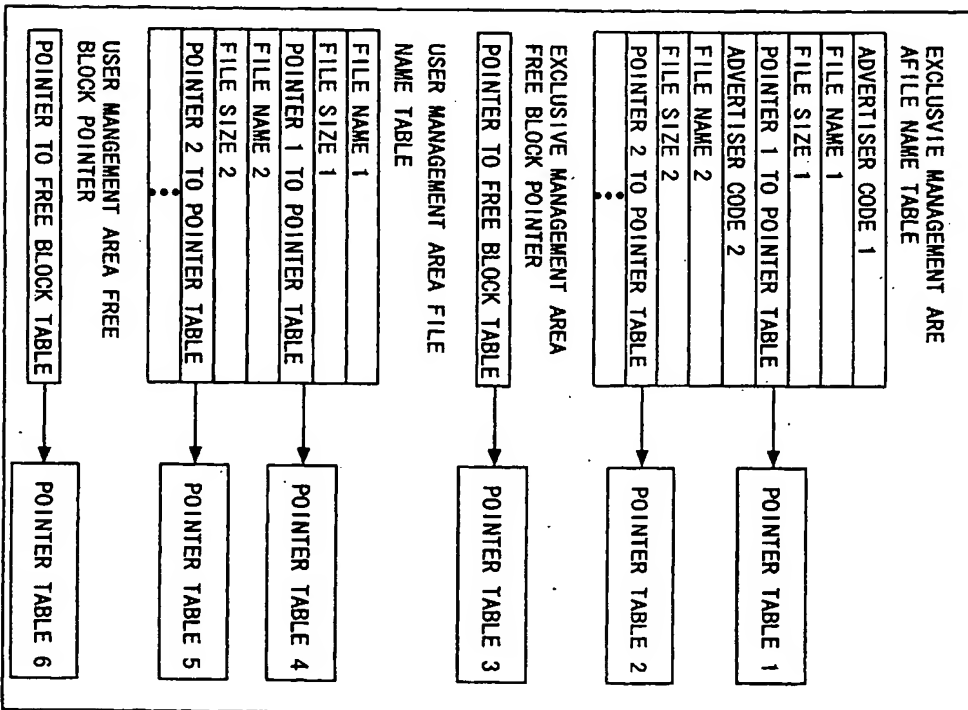 EXCLUSVIE MANAGEMENT ARE
AFILE NAME TABLE
ADVERTISER CODE 1
FILE NAME 1
FILE SIZE 1
POINTER 1 TO POINTER TABLE
POINTER TABLE 1
ADVERTISER CODE 2
FILE NAME 2
FILE SIZE 2
POINTER 2 TO POINTER TABLE
POINTER TABLE 2
•••
EXCLUSIVE MANAGEMENT AREA
FREE BLOCK POINTER
POINTER TO FREE BLOCK TABLE
POINTER TABLE 3
USER MANAGEMENT AREA FILE
NAME TABLE
FILE NAME 1
FILE SIZE 1
POINTER 1 TO POINTER TABLE
POINTER TABLE 4
FILE NAME 2
FILE SIZE 2
POINTER 2 TO POINTER TABLE
POINTER TABLE 5
•••
USER MANGEMENT AREA FREE
BLOCK POINTER
POINTER TO FREE BLOCK TABLE
POINTER TABLE 6